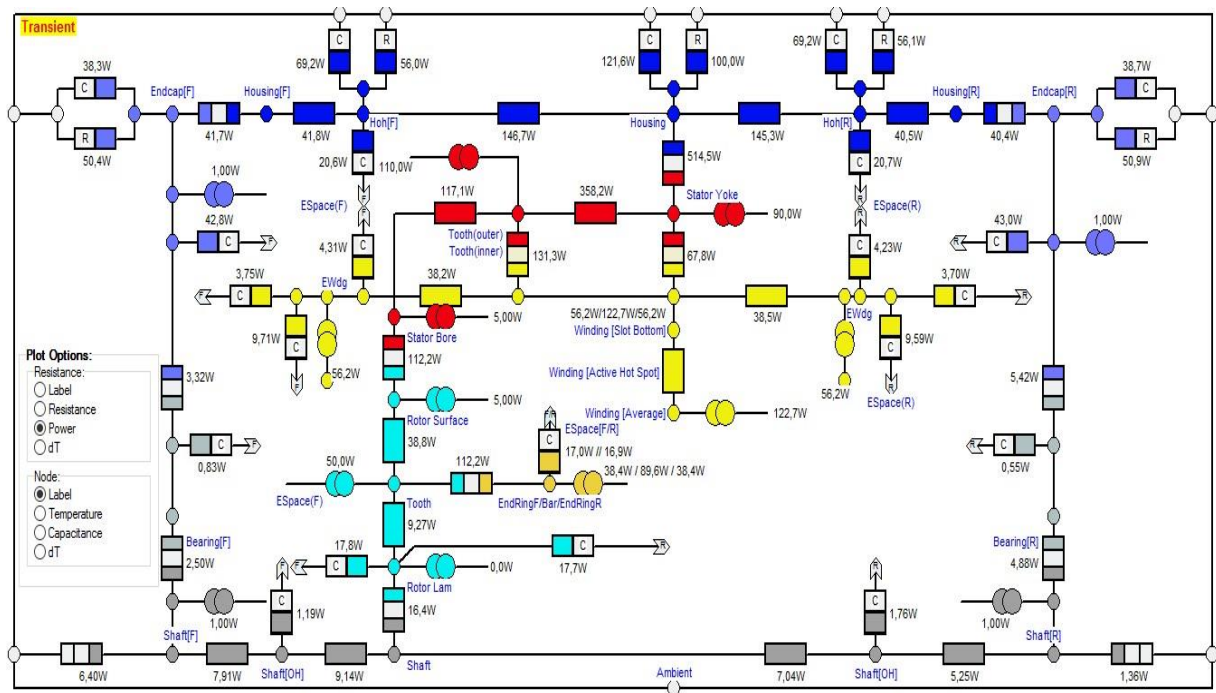 Transient
C
R
C
R
C
R
69,2W
56,0W
121,6W
100,0W
69,2W
56,1W
38,3W
C
38,7W
C
Endcap[F]
Housing[F]
Housing[R]
Endcap[R]
41,7W
41,8W
Hoh[F]
146,7W
Housing
145,3W
Hoh[R]
40,5W
40,4W
R
50,4W
R
50,9W
20,6W
C
110,0W
514,5W
20,7W
C
1,00W
117,1W
358,2W
Stator Yoke
ESpace(F)
F
F
90,0W
R
R
ESpace(R)
1,00W
42,8W
C
F
C
4,31W
Tooth(outer)
Tooth(inner)
131,3W
67,8W
C
4,23W
43,0W
R
C
3,75W
F
C
EWdg
38,2W
38,5W
EWdg
3,70W
C
R
9,71W
C
F
56,2W
5,00W
Stator Bore
56,2W/122,7W/56,2W
Winding [Slot Bottom]
56,2W
9,59W
C
R
ESpace(R)
Plot Options:
Resistance:
Label
Resistance
Power
dT
3,32W
112,2W
Winding [Active Hot Spot]
5,42W
5,00W
Rotor Surface
Winding [Average]
122,7W
F/R
ESpace[F/R]
C
17,0W // 16,9W
38,8W
C
F
0,83W
R
C
0,55W
50,0W
112,2W
38,4W / 89,6W / 38,4W
ESpace(F)
Tooth
EndRingF/Bar/EndRingR
Node:
Label
Temperature
Capacitance
dT
9,27W
Bearing[F]
2,50W
17,8W
F
C
C
17,7W
R
0,0W
Rotor Lam
Bearing[R]
4,88W
F
C
1,19W
16,4W
R
C
1,76W
1,00W
1,00W
Shaft[F]
Shaft[R]
6,40W
7,91W
Shaft[OH]
9,14W
Shaft
Ambient
7,04W
Shaft[OH]
5,25W
1,36W